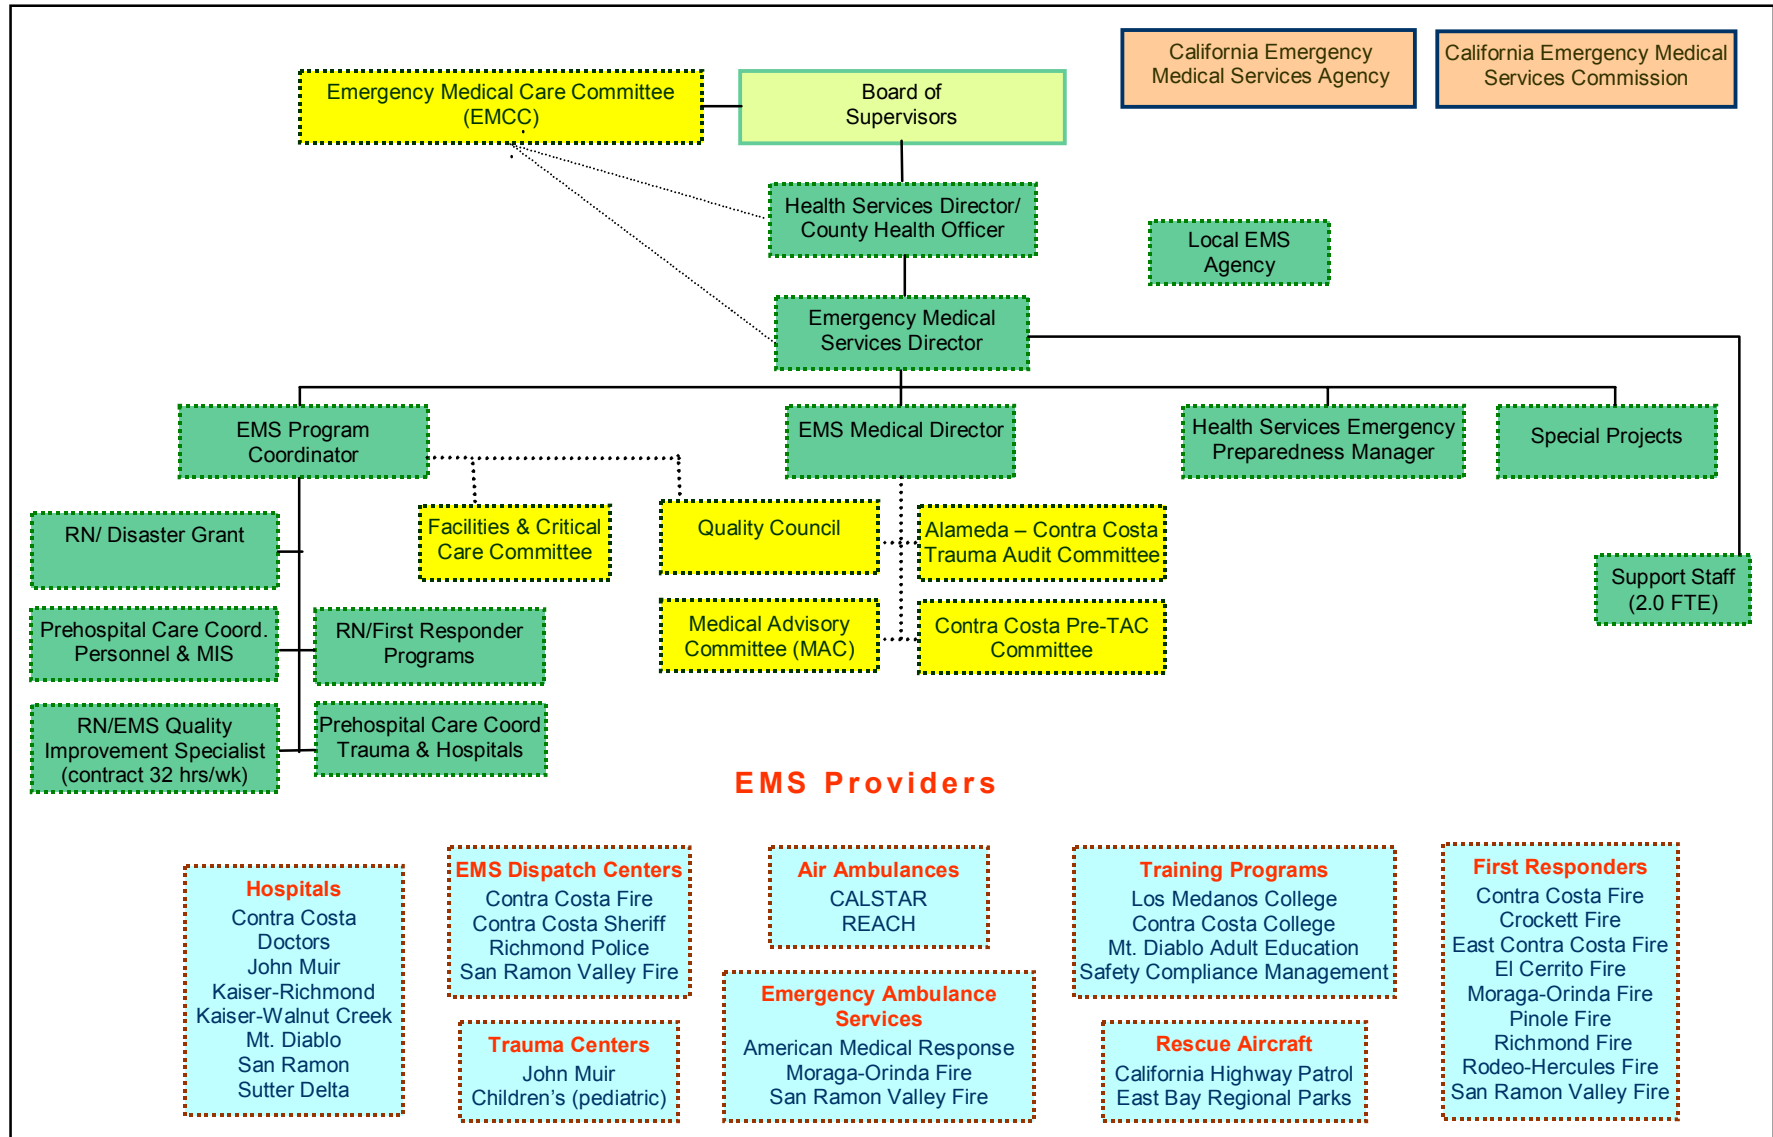 California Emergency
Medical Services Agency
California Emergency Medical
Services Commission
Emergency Medical Care Committee
(EMCC)
Board of
Supervisors
Health Services Director/
County Health Officer
Local EMS
Agency
Emergency Medical
Services Director
EMS Program
Coordinator
EMS Medical Director
Health Services Emergency
Preparedness Manager
Special Projects
RN/ Disaster Grant
Facilities & Critical
Care Committee
Quality Council
Alameda – Contra Costa
Trauma Audit Committee
Support Staff
(2.0 FTE)
Prehospital Care Coord.
Personnel & MIS
RN/First Responder
Programs
Medical Advisory
Committee (MAC)
Contra Costa Pre-TAC
Committee
RN/EMS Quality
Improvement Specialist
(contract 32 hrs/wk)
Prehospital Care Coord
Trauma & Hospitals
EMS Providers
Hospitals
Contra Costa
Doctors
John Muir
Kaiser-Richmond
Kaiser-Walnut Creek
Mt. Diablo
San Ramon
Sutter Delta
EMS Dispatch Centers
Contra Costa Fire
Contra Costa Sheriff
Richmond Police
San Ramon Valley Fire
Trauma Centers
John Muir
Children's (pediatric)
Air Ambulances
CALSTAR
REACH
Emergency Ambulance
Services
American Medical Response
Moraga-Orinda Fire
San Ramon Valley Fire
Training Programs
Los Medanos College
Contra Costa College
Mt. Diablo Adult Education
Safety Compliance Management
Rescue Aircraft
California Highway Patrol
East Bay Regional Parks
First Responders
Contra Costa Fire
Crockett Fire
East Contra Costa Fire
El Cerrito Fire
Moraga-Orinda Fire
Pinole Fire
Richmond Fire
Rodeo-Hercules Fire
San Ramon Valley Fire